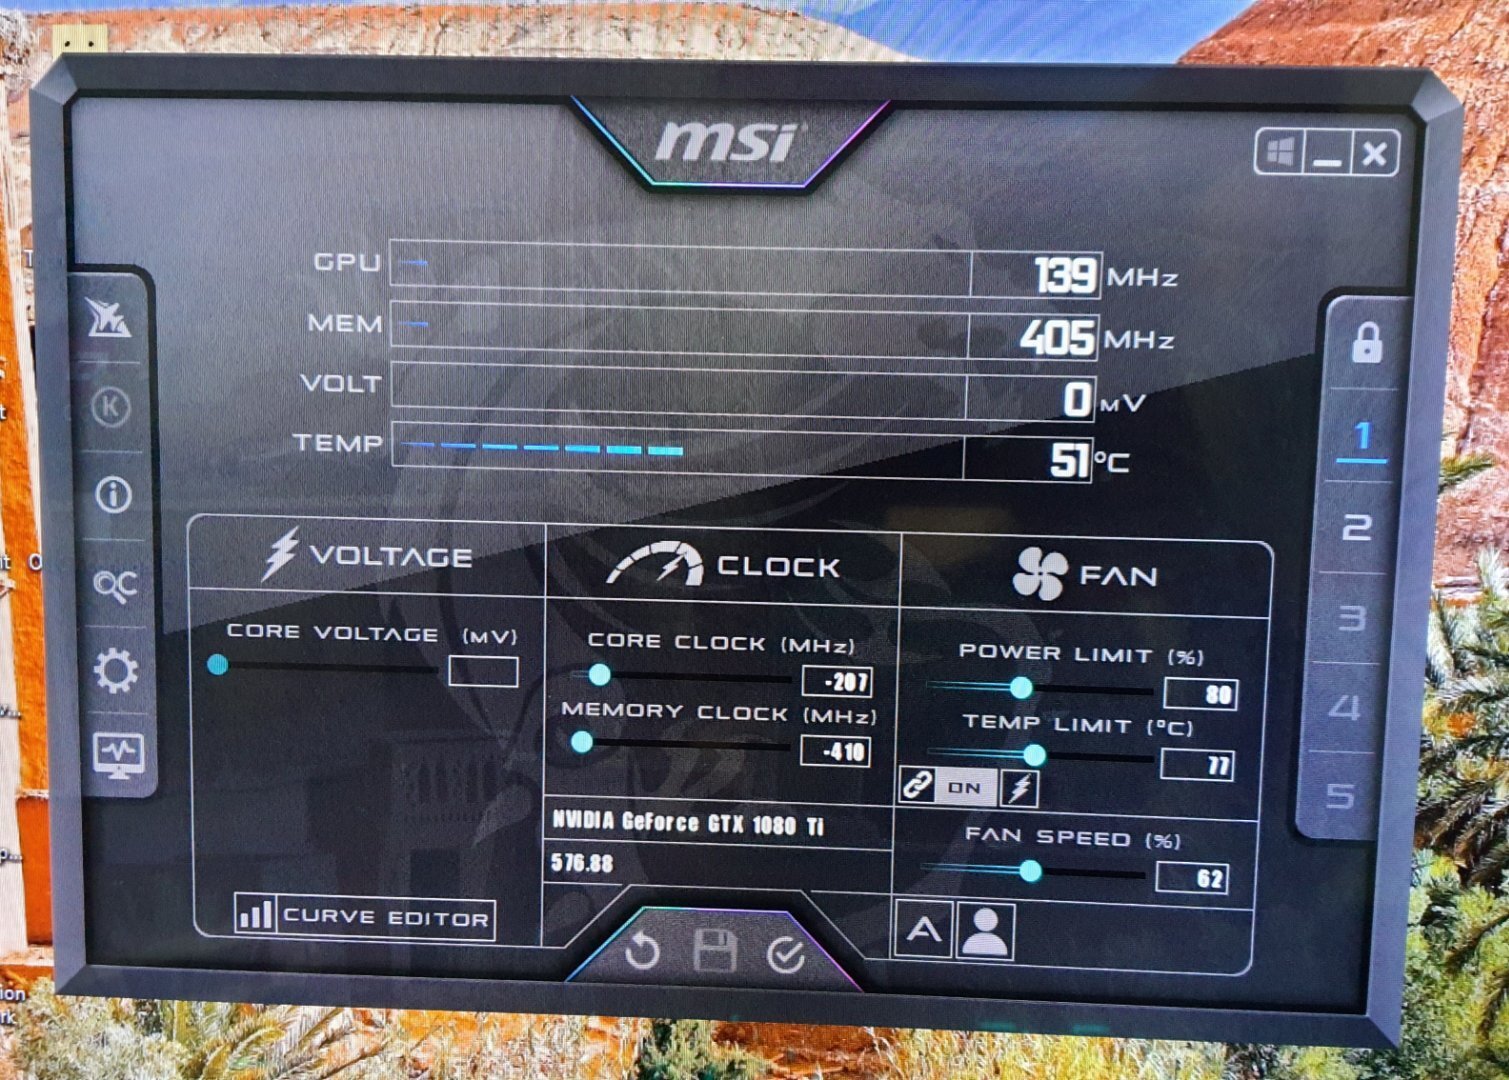 msi
GPU 139 MHz
MEM 405 MHz
VOLT 0 MV
TEMP 51 °C
K
i
OC
1
2
3
4
5
VOLTAGE
CORE VOLTAGE (MV)
CURVE EDITOR
CLOCK
CORE CLOCK (MHz)
-207
MEMORY CLOCK (MHz)
-410
NVIDIA GeForce GTX 1080 Ti
576.88
FAN
POWER LIMIT (%)
80
TEMP LIMIT (°C)
77
ON
FAN SPEED (%)
62
A